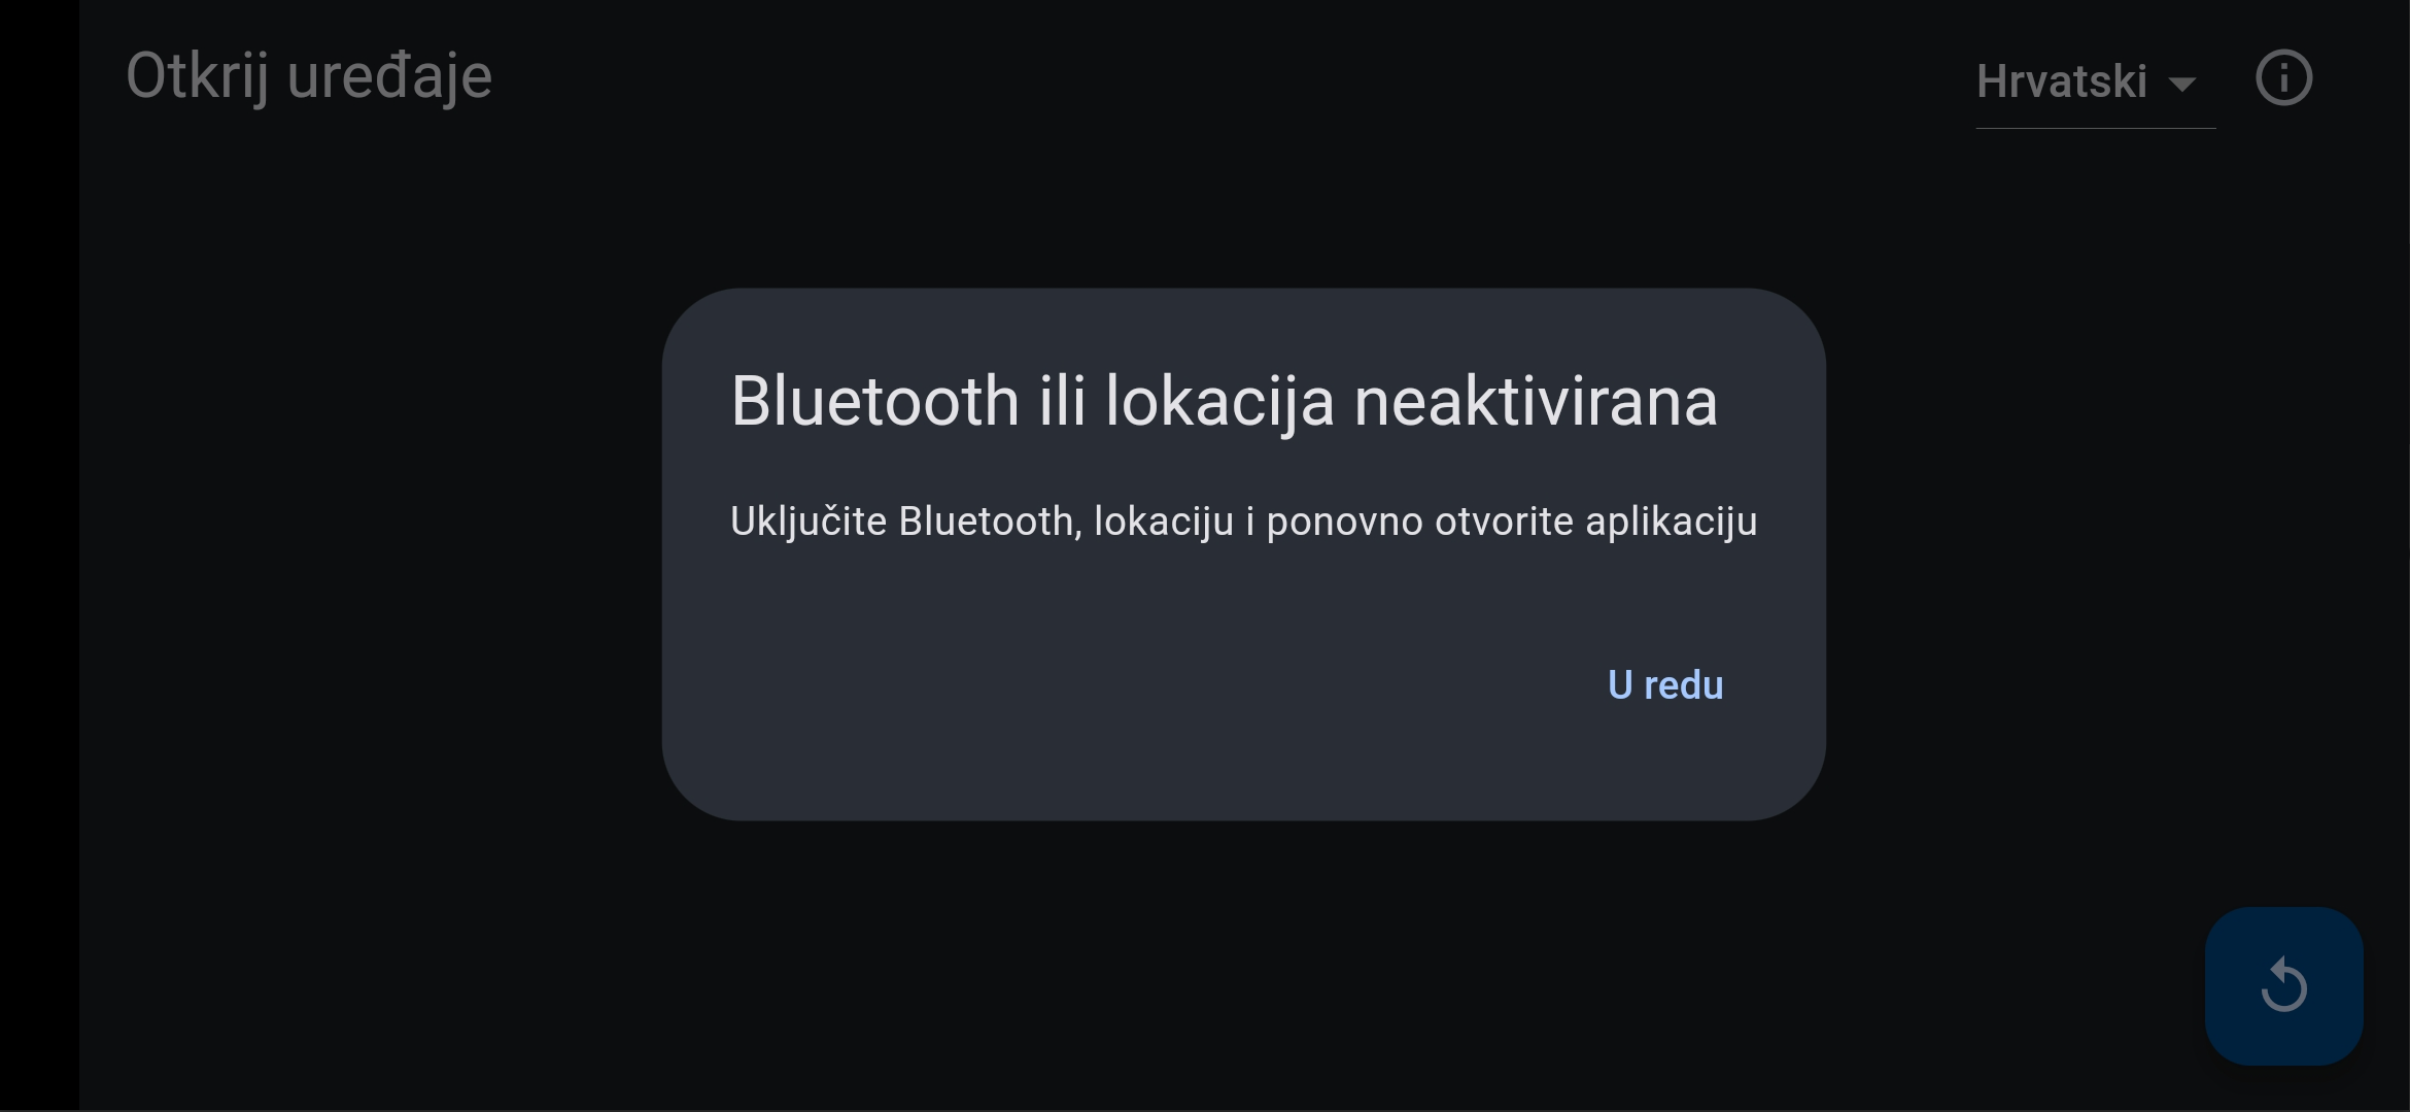 Otkrij uređaje
Hrvatski
Bluetooth ili lokacija neaktivirana
Uključite Bluetooth, lokaciju i ponovno otvorite aplikaciju
U redu